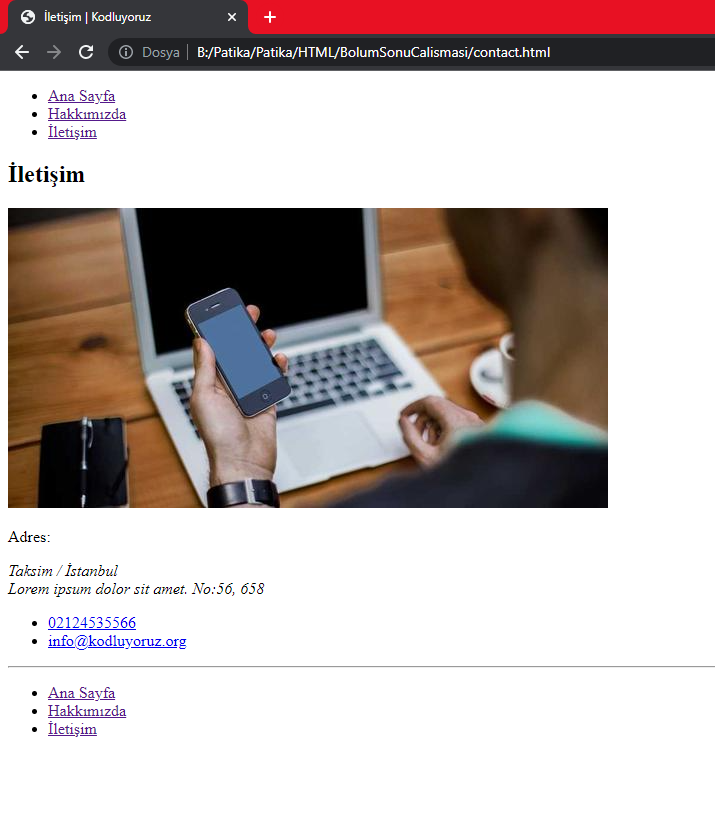 İletişim | Kodluyoruz
Dosya | B:/Patika/Patika/HTML/BolumSonuCalismasi/contact.html
Ana Sayfa
Hakkımızda
İletişim
İletişim
Adres:
Taksim / İstanbul
Lorem ipsum dolor sit amet. No:56, 658
02124535566
info@kodluyoruz.org
Ana Sayfa
Hakkımızda
İletişim